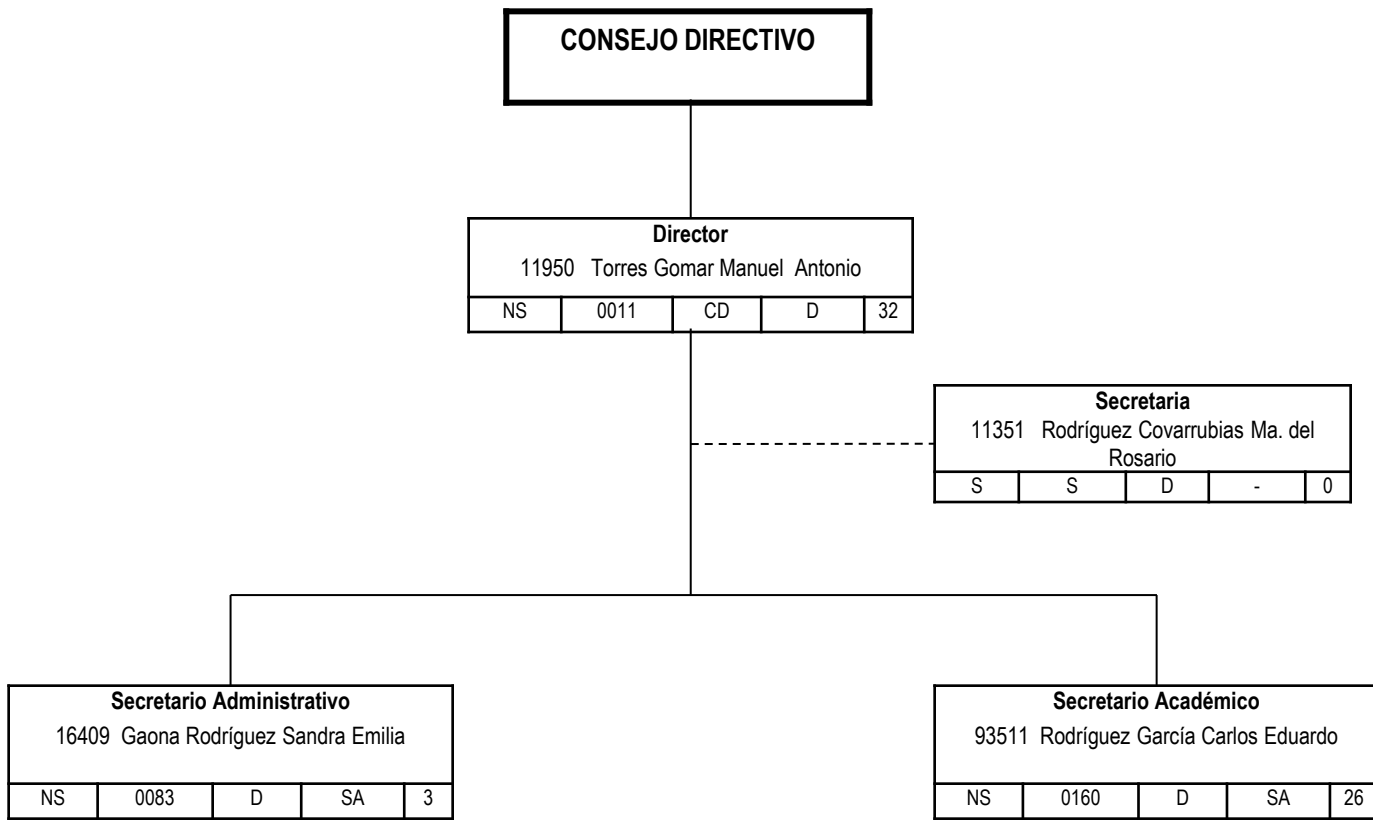 CONSEJO DIRECTIVO
Director
11950 Torres Gomar Manuel Antonio
NS 0011 CD D 32
Secretaria
11351 Rodríguez Covarrubias Ma. del
Rosario
S S D - 0
Secretario Administrativo
16409 Gaona Rodríguez Sandra Emilia
NS 0083 D SA 3
Secretario Académico
93511 Rodríguez García Carlos Eduardo
NS 0160 D SA 26